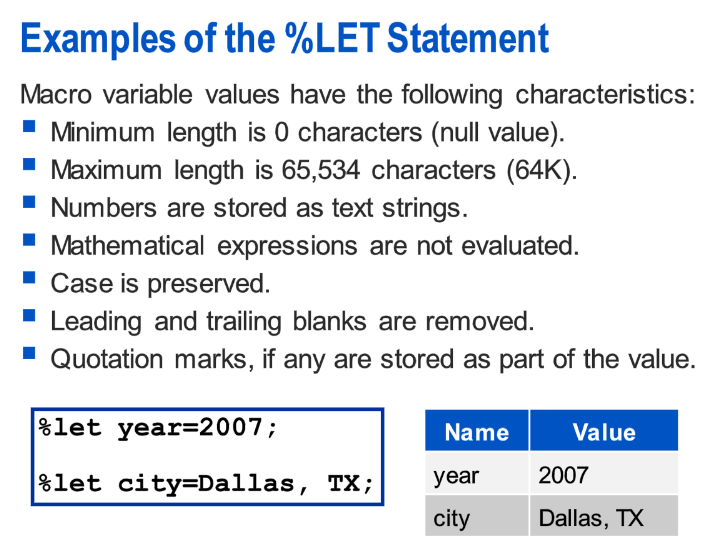 Examples of the %LET Statement
Macro variable values have the following characteristics:
Minimum length is 0 characters (null value).
Maximum length is 65,534 characters (64K).
Numbers are stored as text strings.
Mathematical expressions are not evaluated.
Case is preserved.
Leading and trailing blanks are removed.
Quotation marks, if any are stored as part of the value.
%let year=2007;
%let city=Dallas, TX;
Name Value
year 2007
city Dallas, TX